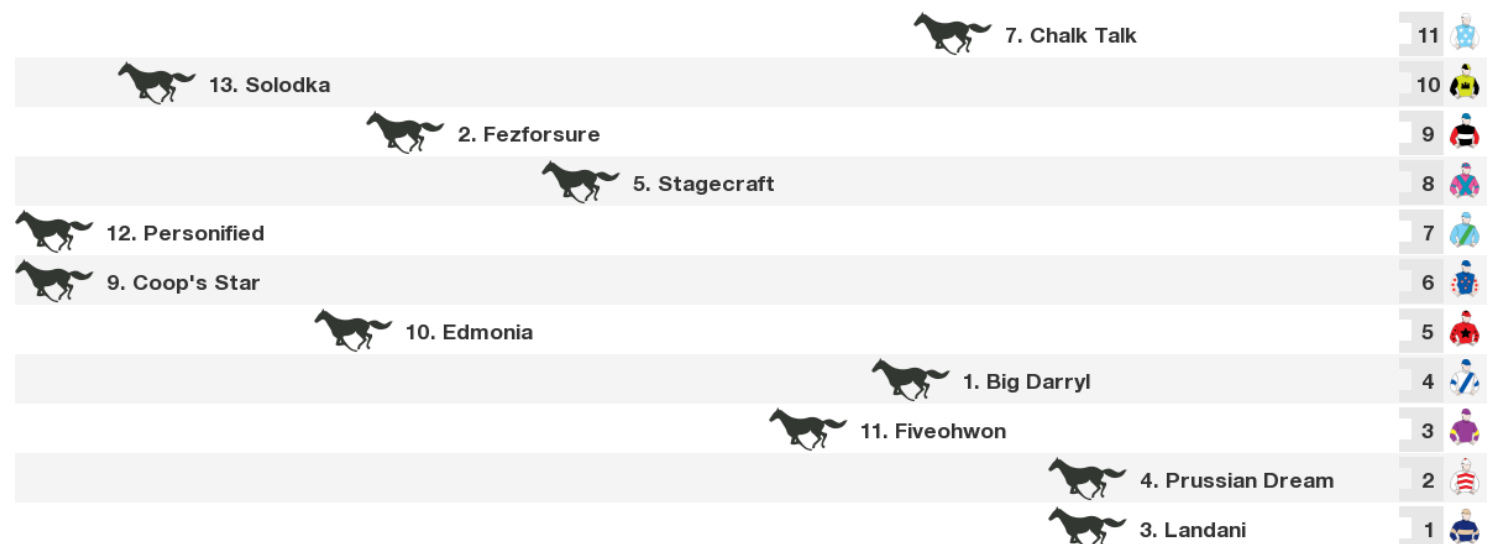 7. Chalk Talk 11
13. Solodka 10
2. Fezforsure 9
5. Stagecraft 8
12. Personified 7
9. Coop's Star 6
10. Edmonia 5
1. Big Darryl 4
11. Fiveohwon 3
4. Prussian Dream 2
3. Landani 1